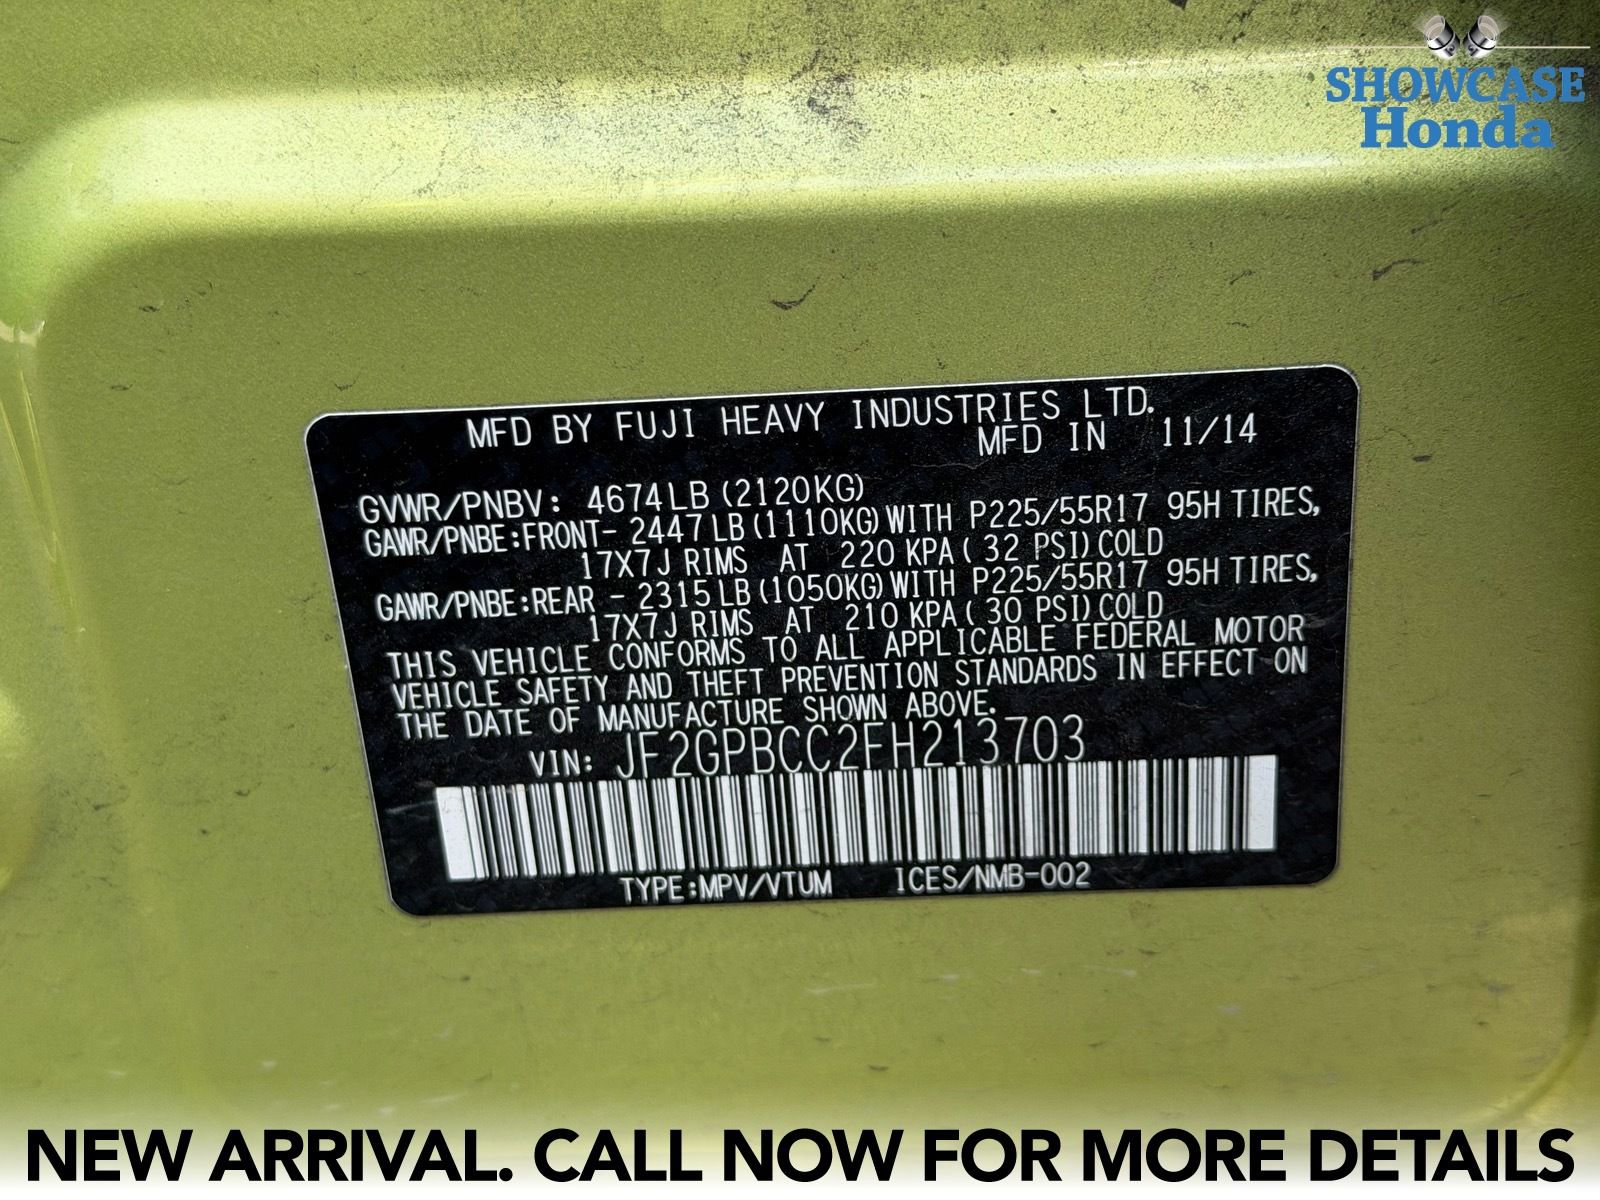 SHOWCASE
Honda
MFD BY FUJI HEAVY INDUSTRIES LTD.
MFD IN 11/14
GVWR/PNBV: 4674LB (2120KG)
GAWR/PNBE:FRONT- 2447LB (1110KG) WITH P225/55R17 95H TIRES,
17X7J RIMS AT 220 KPA ( 32 PSI) COLD
GAWR/PNBE:REAR - 2315LB (1050KG) WITH P225/55R17 95H TIRES,
17X7J RIMS AT 210 KPA ( 30 PSI) COLD
THIS VEHICLE CONFORMS TO ALL APPLICABLE FEDERAL MOTOR
VEHICLE SAFETY AND THEFT PREVENTION STANDARDS IN EFFECT ON
THE DATE OF MANUFACTURE SHOWN ABOVE.
VIN: JF2GPBCC2FH213703
TYPE:MPV/VTUM ICES/NMB-002
NEW ARRIVAL. CALL NOW FOR MORE DETAILS